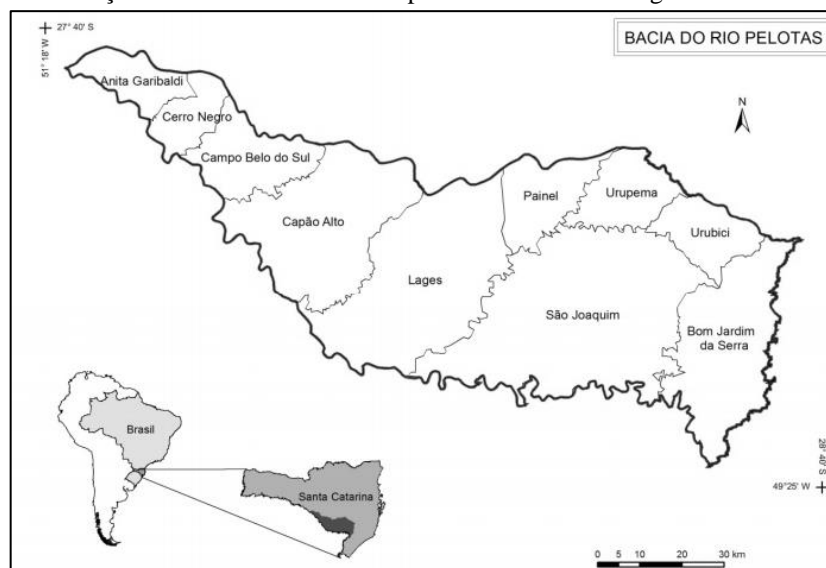 27° 40' S
51° 18' W
BACIA DO RIO PELOTAS
N
Anita Garibaldi
Cerro Negro
Campo Belo do Sul
Capão Alto
Lages
Painel
Urupema
Urubici
São Joaquim
Bom Jardim
da Serra
Brasil
Santa Catarina
28° 40' S
49° 25' W
0 5 10 20 30 km